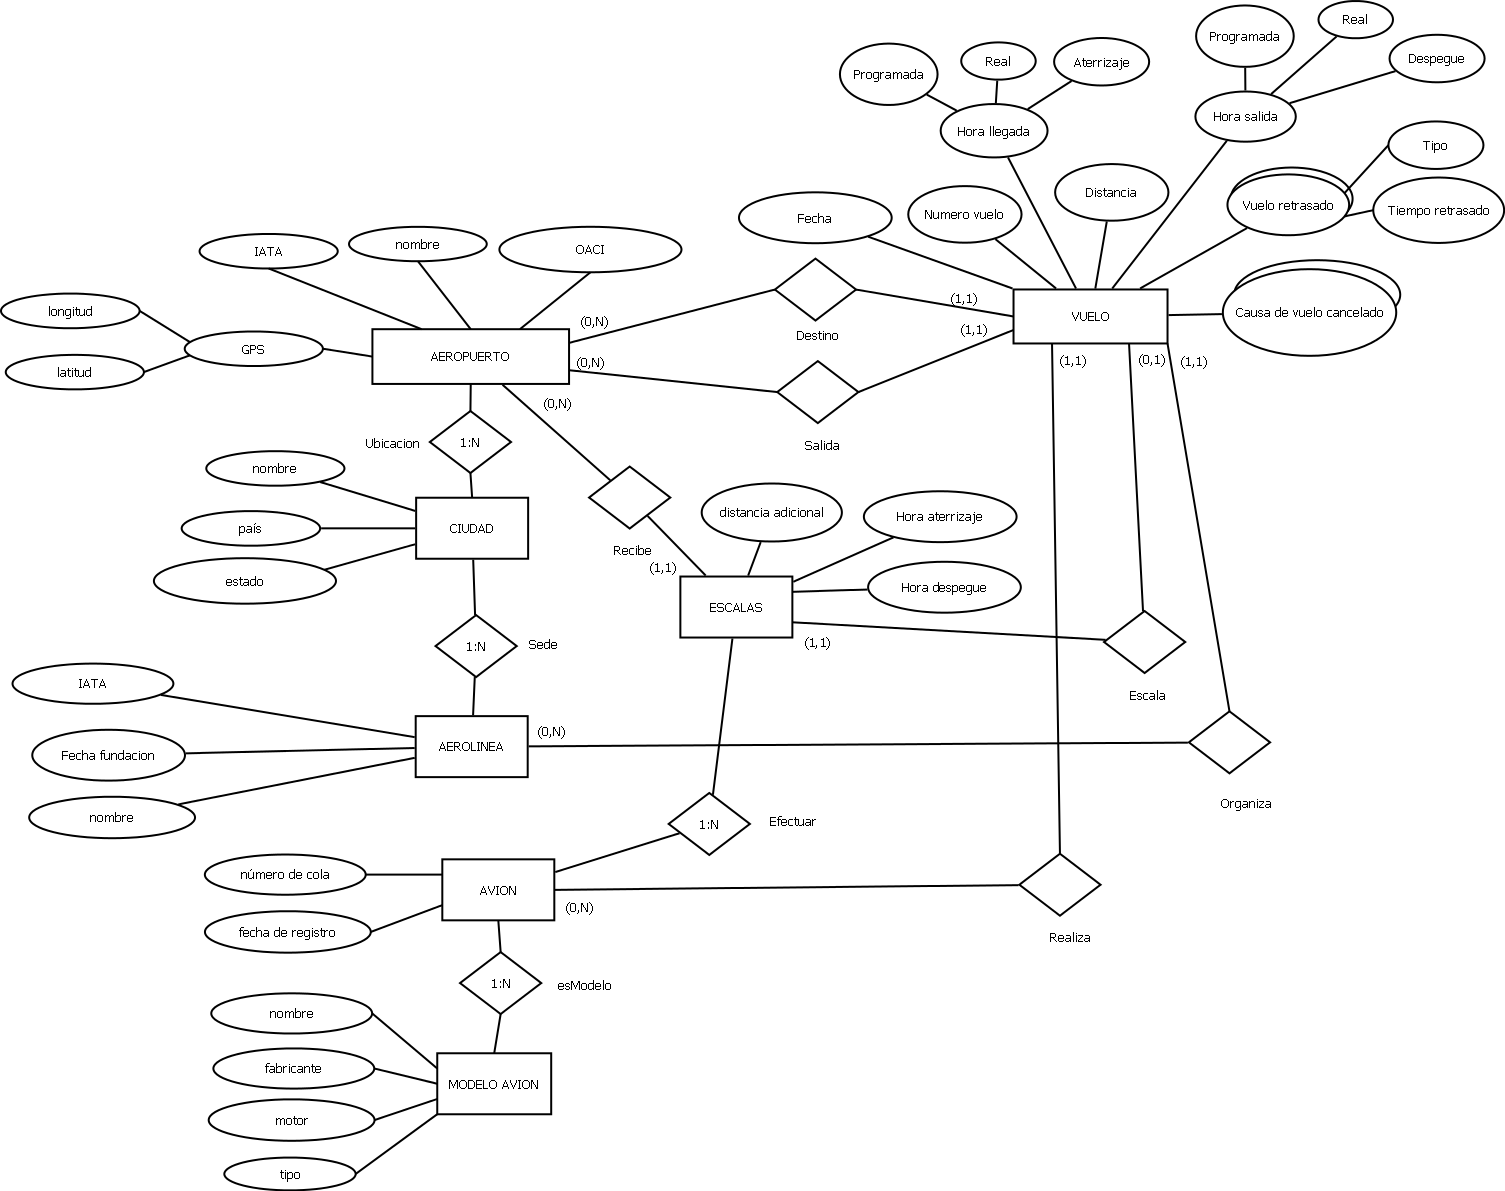 Real
Programada
Despegue
Real
Aterrizaje
Programada
Hora salida
Hora llegada
Tipo
Distancia
Vuelo retrasado
Tiempo retrasado
Fecha
Numero vuelo
nombre
OACI
IATA
(1,1)
longitud
Causa de vuelo cancelado
VUELO
(0,N)
(1,1)
Destino
GPS
AEROPUERTO
(0,N)
(1,1)
(0,1)
(1,1)
latitud
(0,N)
Ubicacion
1:N
Salida
nombre
distancia adicional
Hora aterrizaje
país
CIUDAD
Recibe
(1,1)
estado
Hora despegue
ESCALAS
1:N
Sede
(1,1)
IATA
Escala
(0,N)
AEROLINEA
Fecha fundacion
Organiza
nombre
1:N
Efectuar
número de cola
AVION
(0,N)
fecha de registro
Realiza
1:N
esModelo
nombre
fabricante
MODELO AVION
motor
tipo